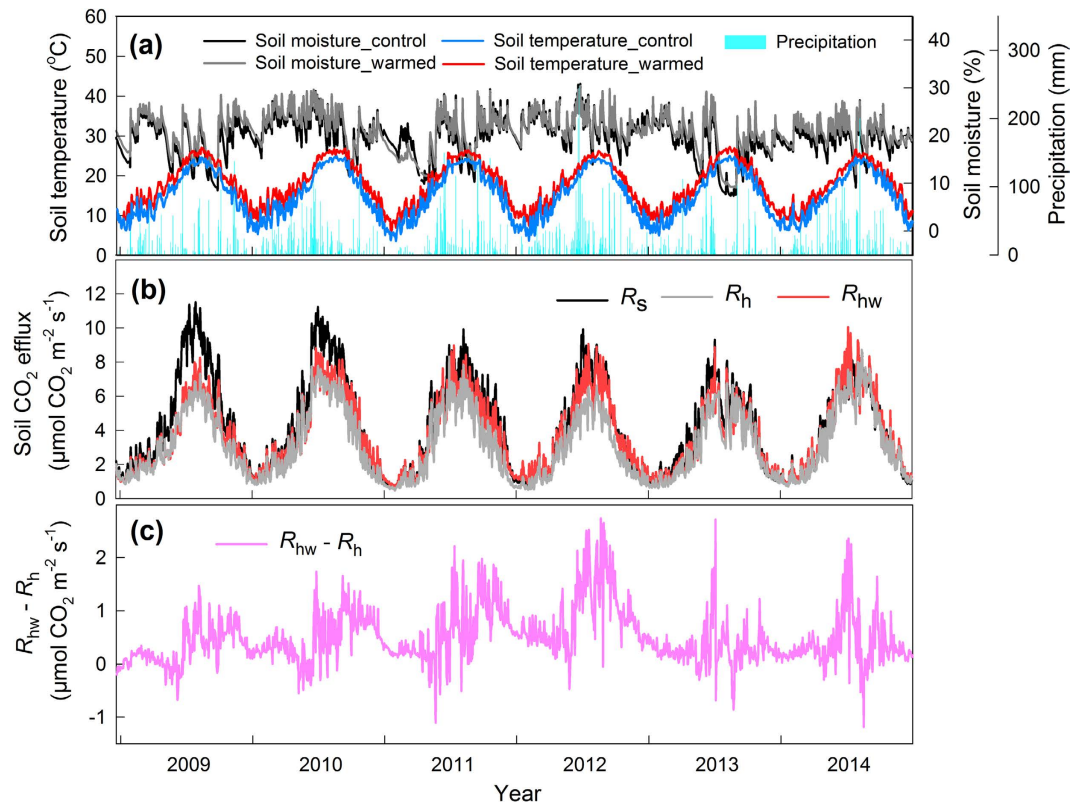 (a)
Soil moisture_control
Soil temperature_control
Precipitation
Soil moisture_warmed
Soil temperature_warmed
Soil temperature (°C)
60
50
40
30
20
10
0
Soil moisture (%)
40
30
20
10
0
Precipitation (mm)
300
200
100
0
(b)
Rs
Rh
Rhw
Soil CO2 efflux
(µmol CO2 m-2 s-1)
12
10
8
6
4
2
0
(c)
Rhw - Rh
Rhw - Rh
(µmol CO2 m-2 s-1)
2
1
0
-1
2009
2010
2011
2012
2013
2014
Year